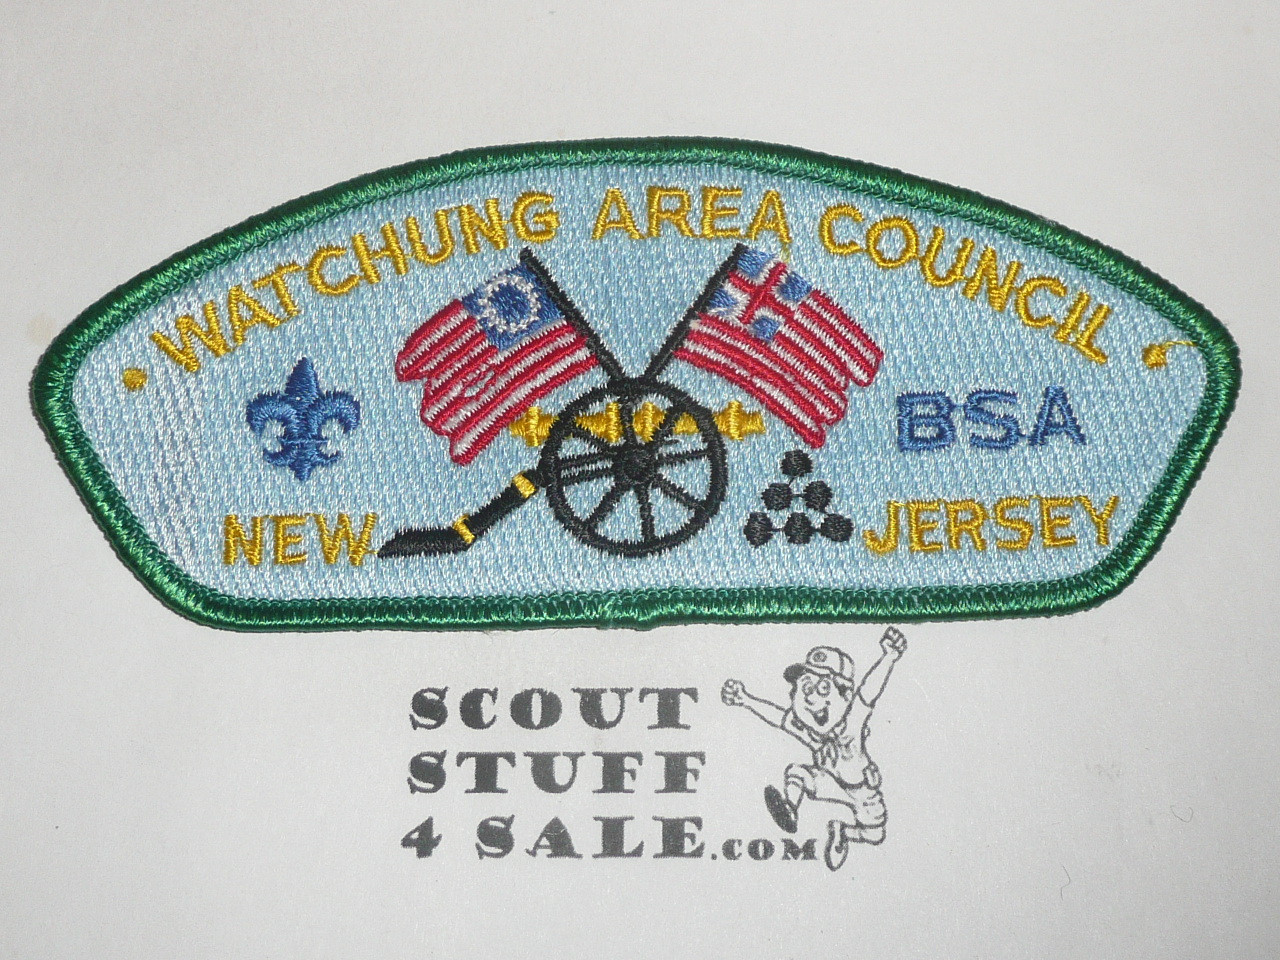 WATCHUNG AREA COUNCIL
BSA
NEW JERSEY
SCOUT
STUFF
4 SALE.COM